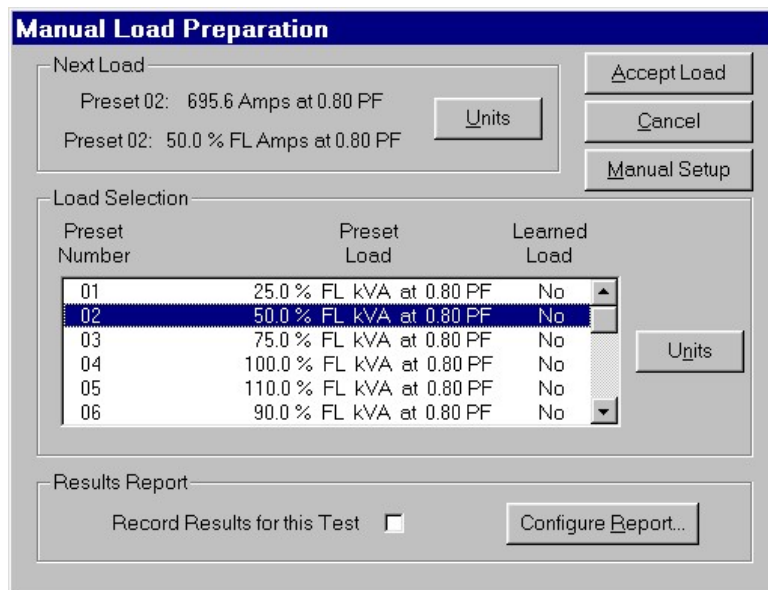 Manual Load Preparation
Next Load
Preset 02: 695.6 Amps at 0.80 PF
Preset 02: 50.0 % FL Amps at 0.80 PF
Units
Accept Load
Cancel
Manual Setup
Load Selection
Preset Number
Preset Load
Learned Load
01 25.0 % FL kVA at 0.80 PF No
02 50.0 % FL kVA at 0.80 PF No
03 75.0 % FL kVA at 0.80 PF No
04 100.0 % FL kVA at 0.80 PF No
05 110.0 % FL kVA at 0.80 PF No
06 90.0 % FL kVA at 0.80 PF No
Units
Results Report
Record Results for this Test
Configure Report...